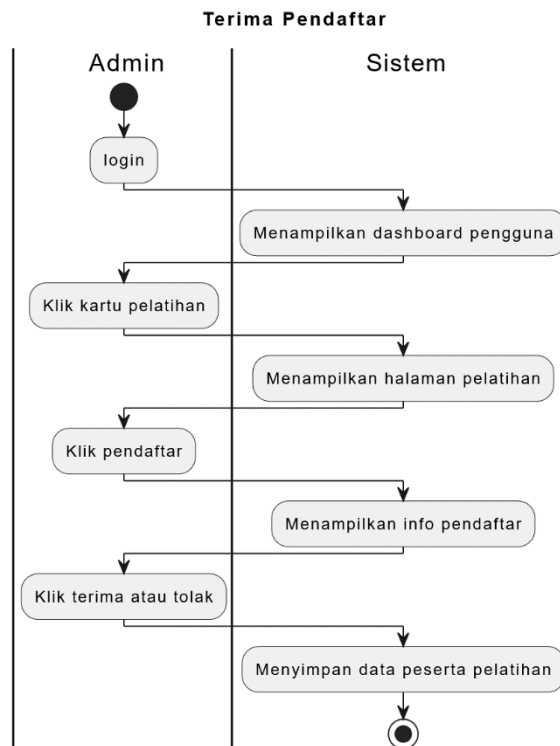 Terima Pendaftar
Admin
Sistem
login
Menampilkan dashboard pengguna
Klik kartu pelatihan
Menampilkan halaman pelatihan
Klik pendaftar
Menampilkan info pendaftar
Klik terima atau tolak
Menyimpan data peserta pelatihan